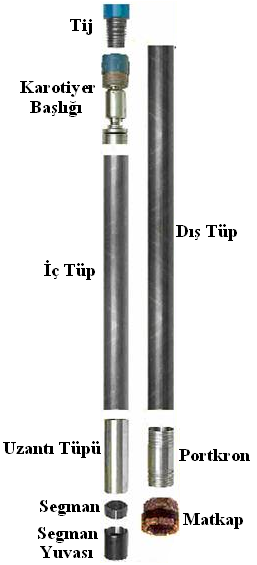 Tij
Karotiyer
Başlığı
Dış Tüp
İç Tüp
Uzantı Tüpü
Portkron
Segman
Matkap
Segman
Yuvası